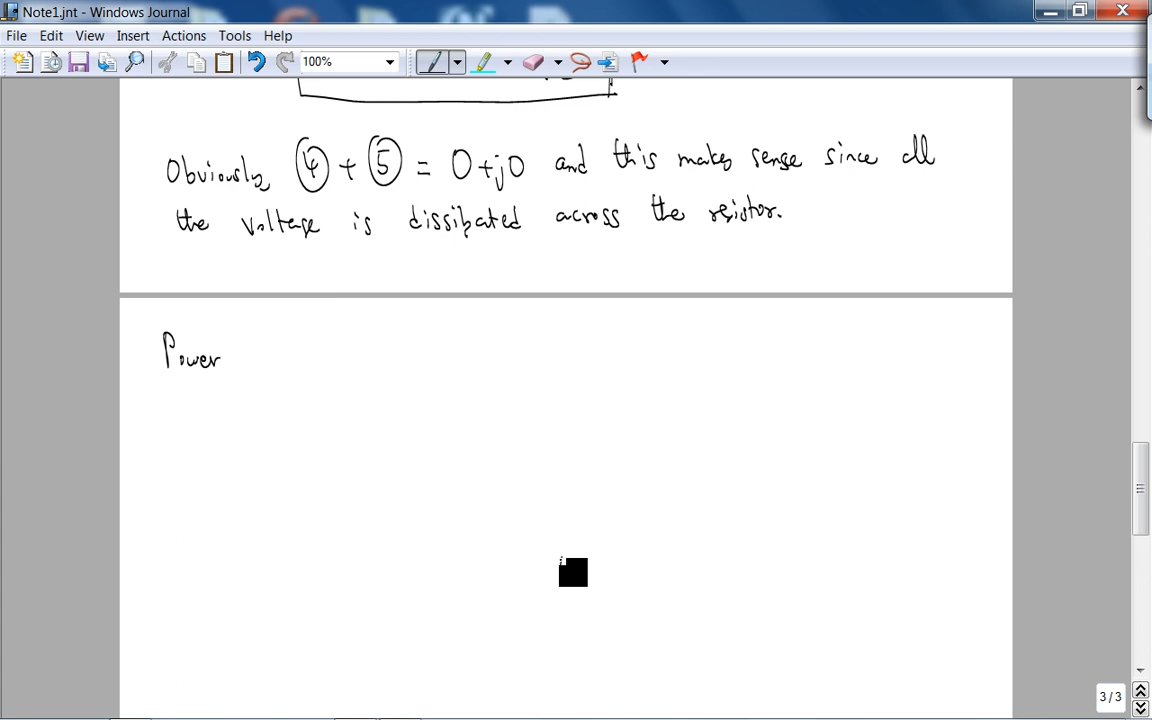 Note1.jnt - Windows Journal
File Edit View Insert Actions Tools Help
100%
Obviously, ④ + ⑤ = 0+j0 and this makes sense since all
the voltage is dissipated across the resistor.
Power
3 / 3